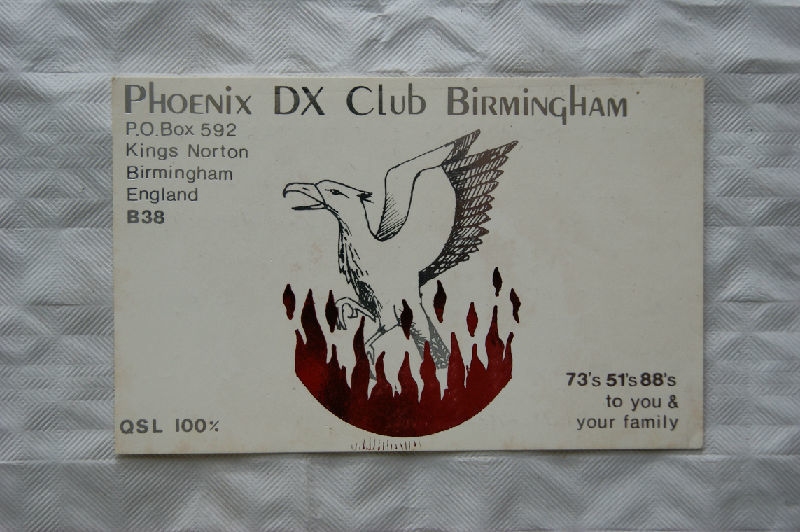 Phoenix DX Club Birmingham
P.O.Box 592
Kings Norton
Birmingham
England
B38
73's 51's 88's
to you &
your family
QSL 100%